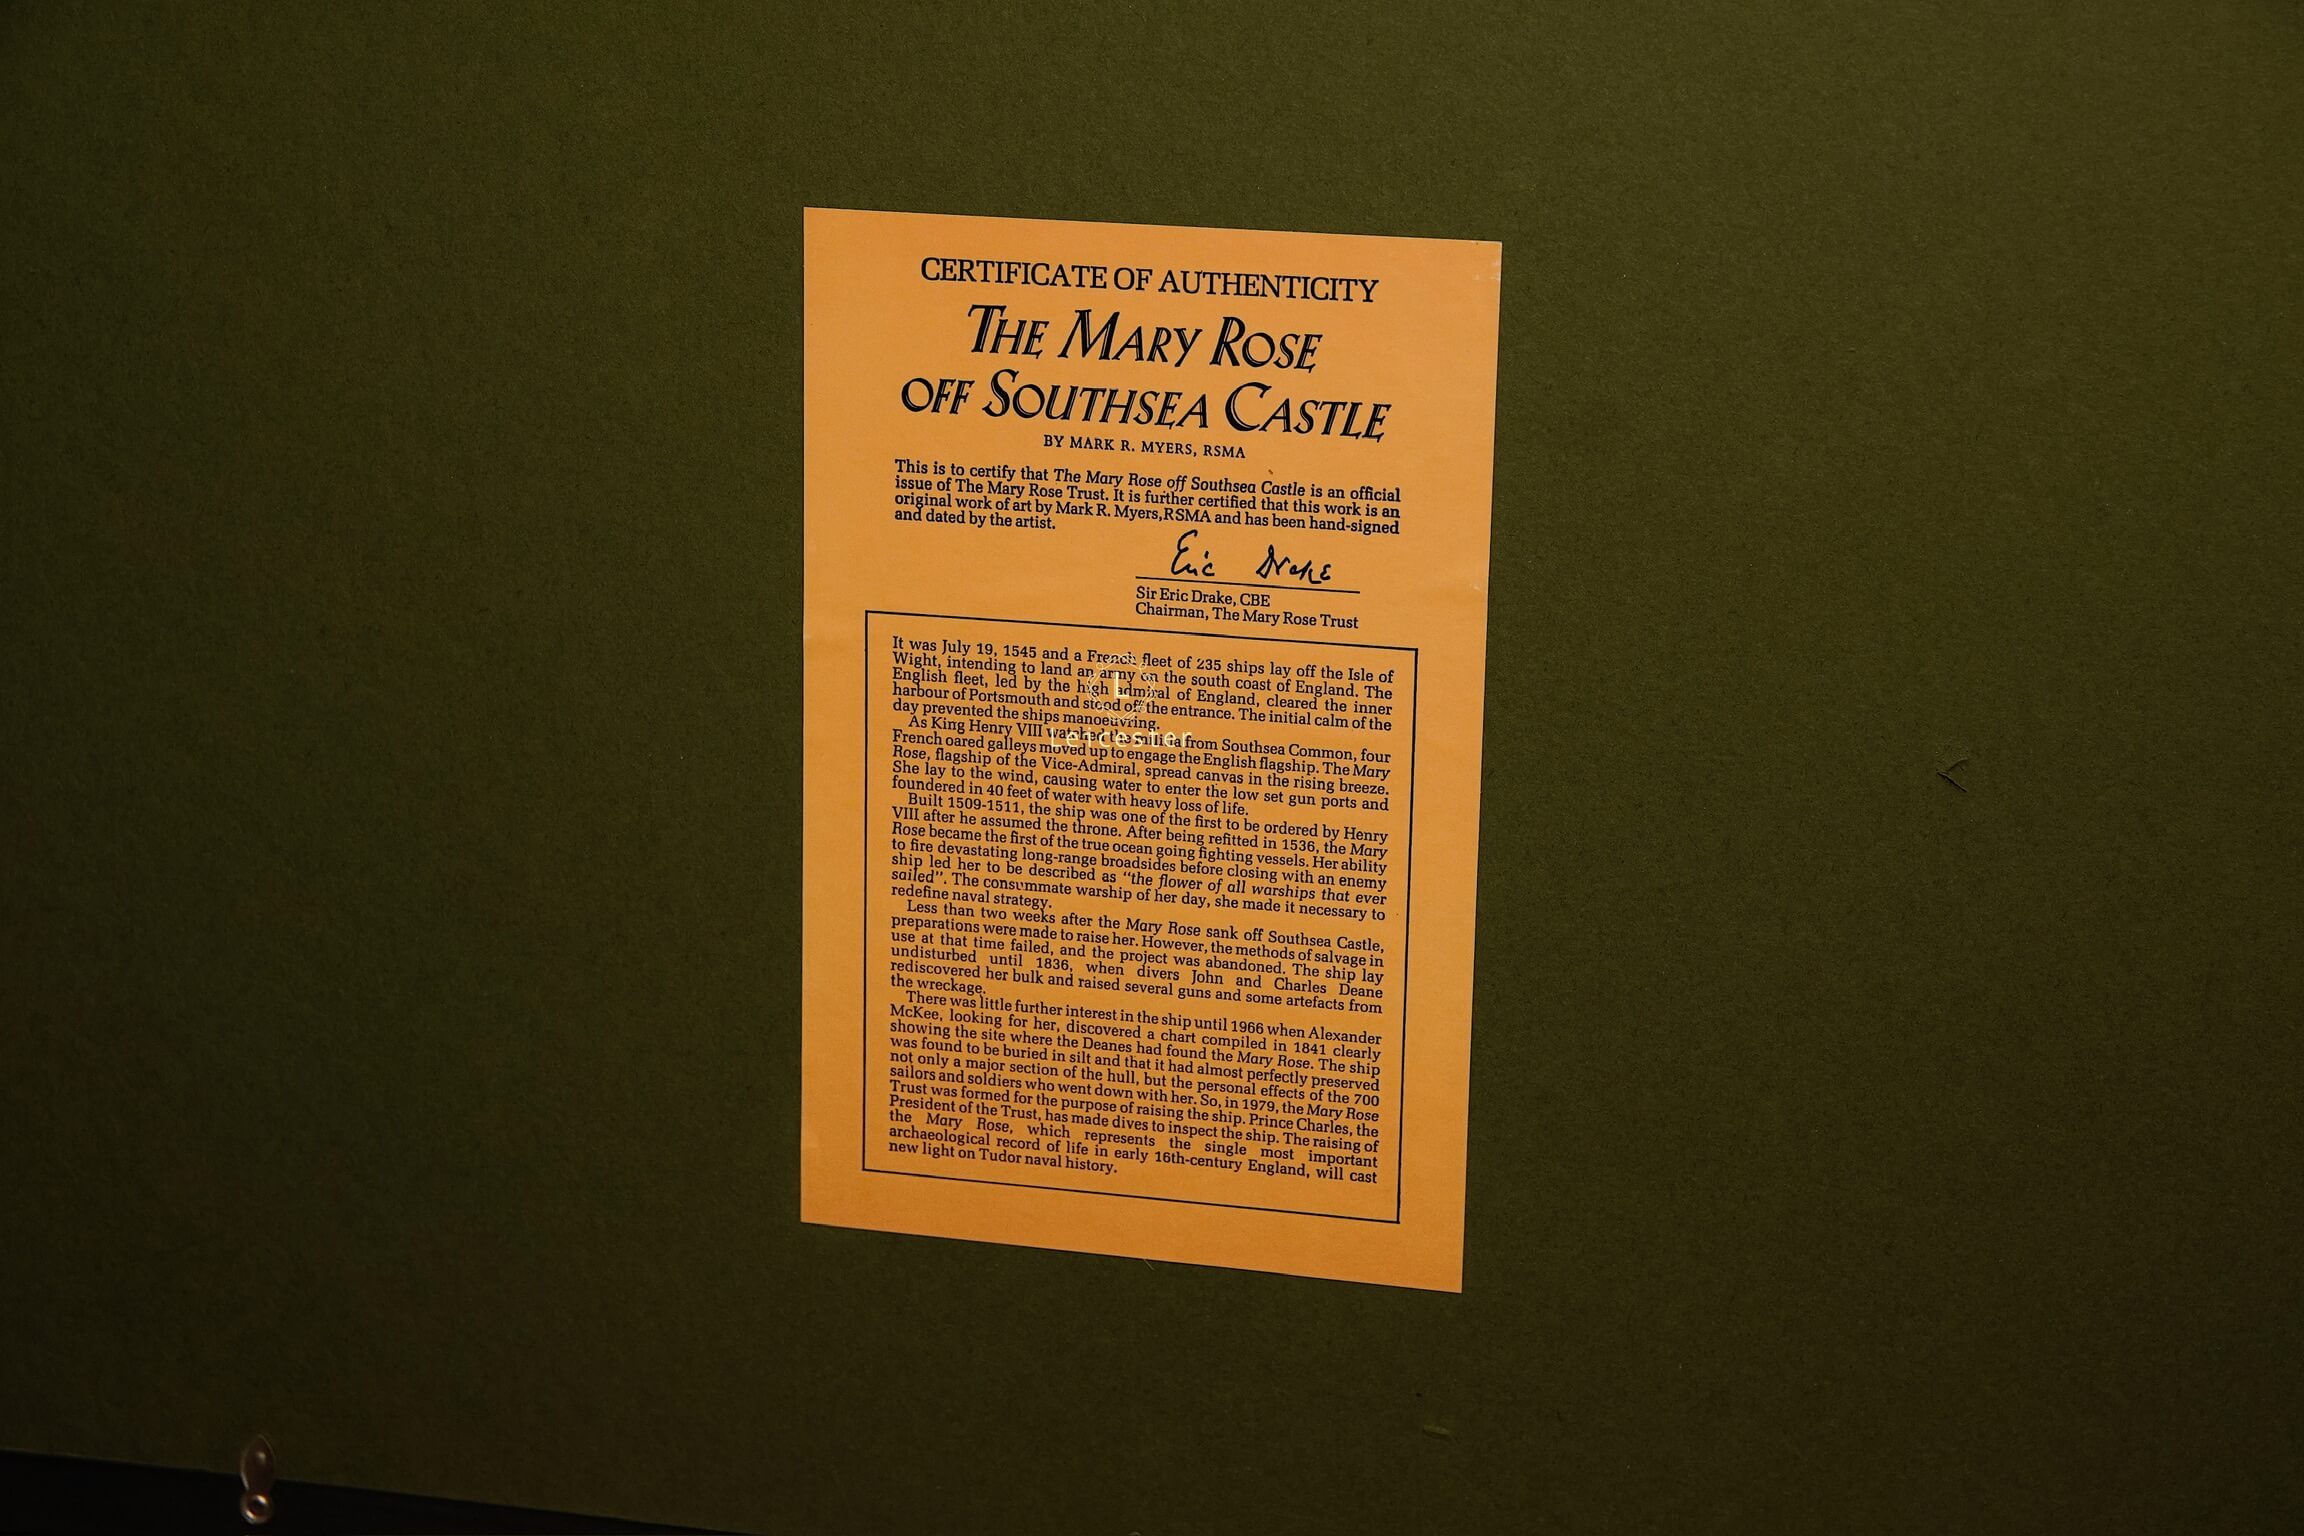 CERTIFICATE OF AUTHENTICITY
THE MARY ROSE
OFF SOUTHSEA CASTLE
BY MARK R. MYERS, RSMA
This is to certify that The Mary Rose off Southsea Castle is an official
issue of The Mary Rose Trust. It is further certified that this work is an
original work of art by Mark R. Myers,RSMA and has been hand-signed
and dated by the artist.
Eric Drake
Sir Eric Drake, CBE
Chairman, The Mary Rose Trust
It was July 19, 1545 and a French fleet of 235 ships lay off the Isle of
Wight, intending to land an army on the south coast of England. The
English fleet, led by the high admiral of England, cleared the inner
harbour of Portsmouth and stood off the entrance. The initial calm of the
day prevented the ships manoeuvring.
As King Henry VIII watched the militia from Southsea Common, four
French oared galleys moved up to engage the English flagship. The Mary
Rose, flagship of the Vice-Admiral, spread canvas in the rising breeze.
She lay to the wind, causing water to enter the low set gun ports and
foundered in 40 feet of water with heavy loss of life.
Built 1509-1511, the ship was one of the first to be ordered by Henry
VIII after he assumed the throne. After being refitted in 1536, the Mary
Rose became the first of the true ocean going fighting vessels. Her ability
to fire devastating long-range broadsides before closing with an enemy
ship led her to be described as "the flower of all warships that ever
sailed". The consummate warship of her day, she made it necessary to
redefine naval strategy.
Less than two weeks after the Mary Rose sank off Southsea Castle,
preparations were made to raise her. However, the methods of salvage in
use at that time failed, and the project was abandoned. The ship lay
undisturbed until 1836, when divers John and Charles Deane
rediscovered her bulk and raised several guns and some artefacts from
the wreckage.
There was little further interest in the ship until 1966 when Alexander
McKee, looking for her, discovered a chart compiled in 1841 clearly
showing the site where the Deanes had found the Mary Rose. The ship
was found to be buried in silt and that it had almost perfectly preserved
not only a major section of the hull, but the personal effects of the 700
sailors and soldiers who went down with her. So, in 1979, the Mary Rose
Trust was formed for the purpose of raising the ship. Prince Charles, the
President of the Trust, has made dives to inspect the ship. The raising of
the Mary Rose, which represents the single most important
archaeological record of life in early 16th-century England, will cast
new light on Tudor naval history.
L
Leicester